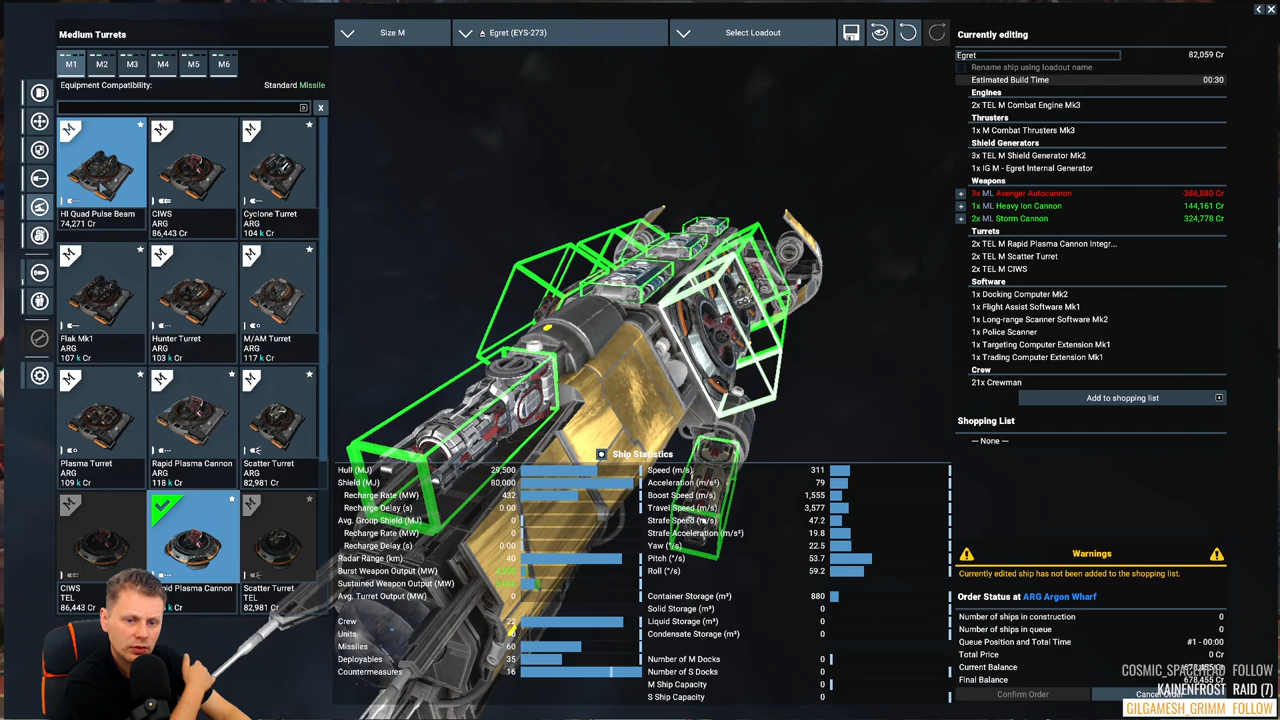 Medium Turrets
M1 M2 M3 M4 M5 M6
Equipment Compatibility: Standard Missile
x
HI Quad Pulse Beam
74,271 Cr
CIWS
ARG
86,443 Cr
Cyclone Turret
ARG
104 k Cr
Flak Mk1
ARG
107 k Cr
Hunter Turret
ARG
103 k Cr
M/AM Turret
ARG
117 k Cr
Plasma Turret
ARG
109 k Cr
Rapid Plasma Cannon
ARG
118 k Cr
Scatter Turret
ARG
82,981 Cr
CIWS
TEL
86,443 Cr
Rapid Plasma Cannon
Scatter Turret
TEL
82,981 Cr
Size M
Egret (EYS-273)
Select Loadout
Ship Statistics
Hull (MJ) 29,500
Shield (MJ) 80,000
Recharge Rate (MW) 432
Recharge Delay (s) 0.00
Avg. Group Shield (MJ) 0
Recharge Rate (MW) 0
Recharge Delay (s) 0.00
Radar Range (km) 40
Burst Weapon Output (MW)
Sustained Weapon Output (MW)
Avg. Turret Output (MW)
Crew 22
Units
Missiles 60
Deployables 35
Countermeasures 16
Speed (m/s) 311
Acceleration (m/s²) 79
Boost Speed (m/s) 1,555
Travel Speed (m/s) 3,577
Strafe Speed (m/s) 47.2
Strafe Acceleration (m/s²) 19.8
Yaw (°/s) 22.5
Pitch (°/s) 53.7
Roll (°/s) 59.2
Container Storage (m³) 880
Solid Storage (m³) 0
Liquid Storage (m³) 0
Condensate Storage (m³) 0
Number of M Docks 0
Number of S Docks 0
M Ship Capacity 0
S Ship Capacity 0
Currently editing
Egret 82,059 Cr
Rename ship using loadout name
Estimated Build Time 00:30
Engines
2x TEL M Combat Engine Mk3
Thrusters
1x M Combat Thrusters Mk3
Shield Generators
3x TEL M Shield Generator Mk2
1x IG M - Egret Internal Generator
Weapons
3x ML Avenger Autocannon -386,880 Cr
1x ML Heavy Ion Cannon 144,161 Cr
2x ML Storm Cannon 324,778 Cr
Turrets
2x TEL M Rapid Plasma Cannon Integr...
2x TEL M Scatter Turret
2x TEL M CIWS
Software
1x Docking Computer Mk2
1x Flight Assist Software Mk1
1x Long-range Scanner Software Mk2
1x Police Scanner
1x Targeting Computer Extension Mk1
1x Trading Computer Extension Mk1
Crew
21x Crewman
Add to shopping list
Shopping List
— None —
Warnings
Currently edited ship has not been added to the shopping list.
Order Status at ARG Argon Wharf
Number of ships in construction 0
Number of ships in queue 0
Queue Position and Total Time #1 - 00:00
Total Price 0 Cr
Current Balance
Final Balance 678,455 Cr
Confirm Order
Cancel Order
COSMIC_SPACEHEAD FOLLOW
KAINENFROST RAID (7)
GILGAMESH_GRIMM FOLLOW